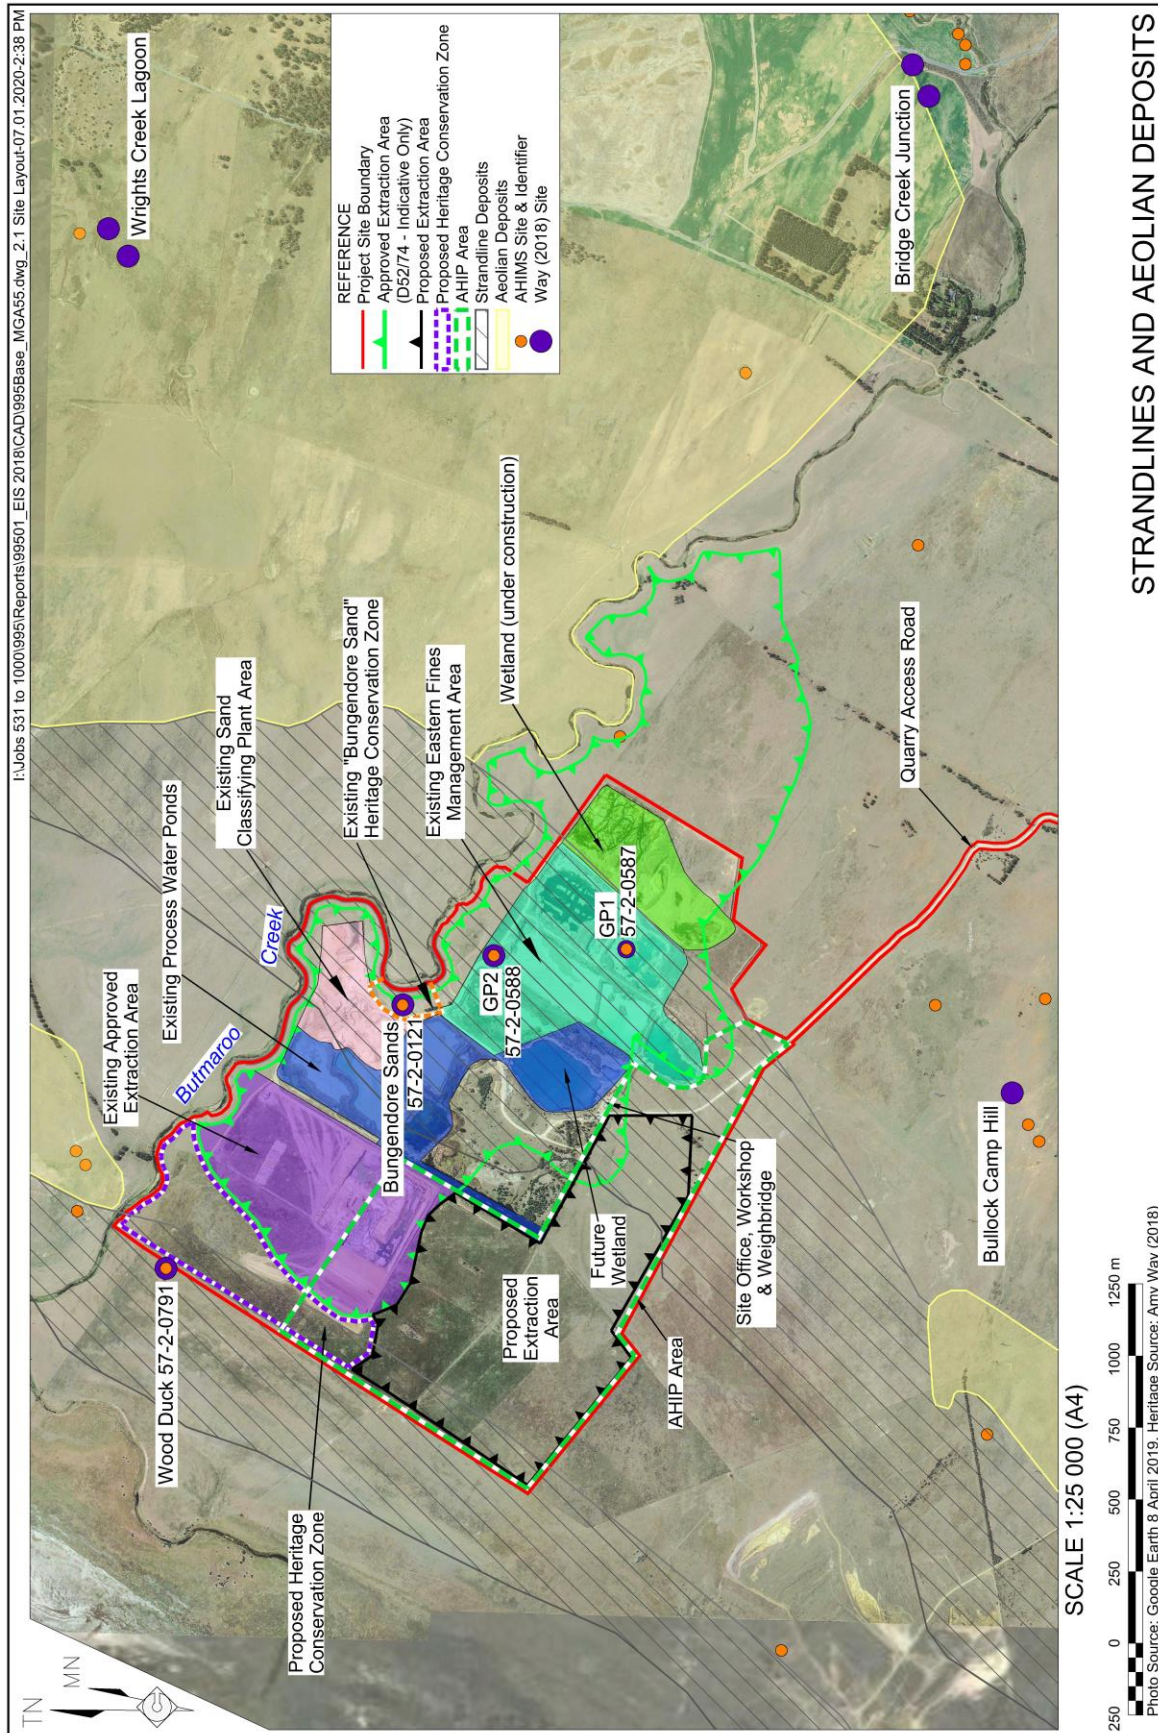 I:\Jobs 531 to 1000\995\Reports\99501_EIS 2018\CAD\995Base_MGA55.dwg_2.1 Site Layout-07.01.2020-2:38 PM
TN
MN
Wrights Creek Lagoon
REFERENCE
Project Site Boundary
Approved Extraction Area
(D52/74 - Indicative Only)
Proposed Extraction Area
Proposed Heritage Conservation Zone
AHIP Area
Strandline Deposits
Aeolian Deposits
AHIMS Site & Identifier
Way (2018) Site
Wood Duck 57-2-0791
Existing Approved
Extraction Area
Butmaroo
Creek
Existing Process Water Ponds
Existing Sand
Classifying Plant Area
Existing "Bungendore Sand"
Heritage Conservation Zone
Existing Eastern Fines
Management Area
Wetland (under construction)
Proposed Heritage
Conservation Zone
Bungendore Sands
57-2-0121
GP2
57-2-0588
GP1
57-2-0587
Proposed
Extraction
Area
Future
Wetland
Site Office, Workshop
& Weighbridge
AHIP Area
Bridge Creek Junction
Quarry Access Road
Bullock Camp Hill
SCALE 1:25 000 (A4)
250 0 250 500 750 1000 1250 m
Photo Source: Google Earth 8 April 2019. Heritage Source: Amy Way (2018)
STRANDLINES AND AEOLIAN DEPOSITS